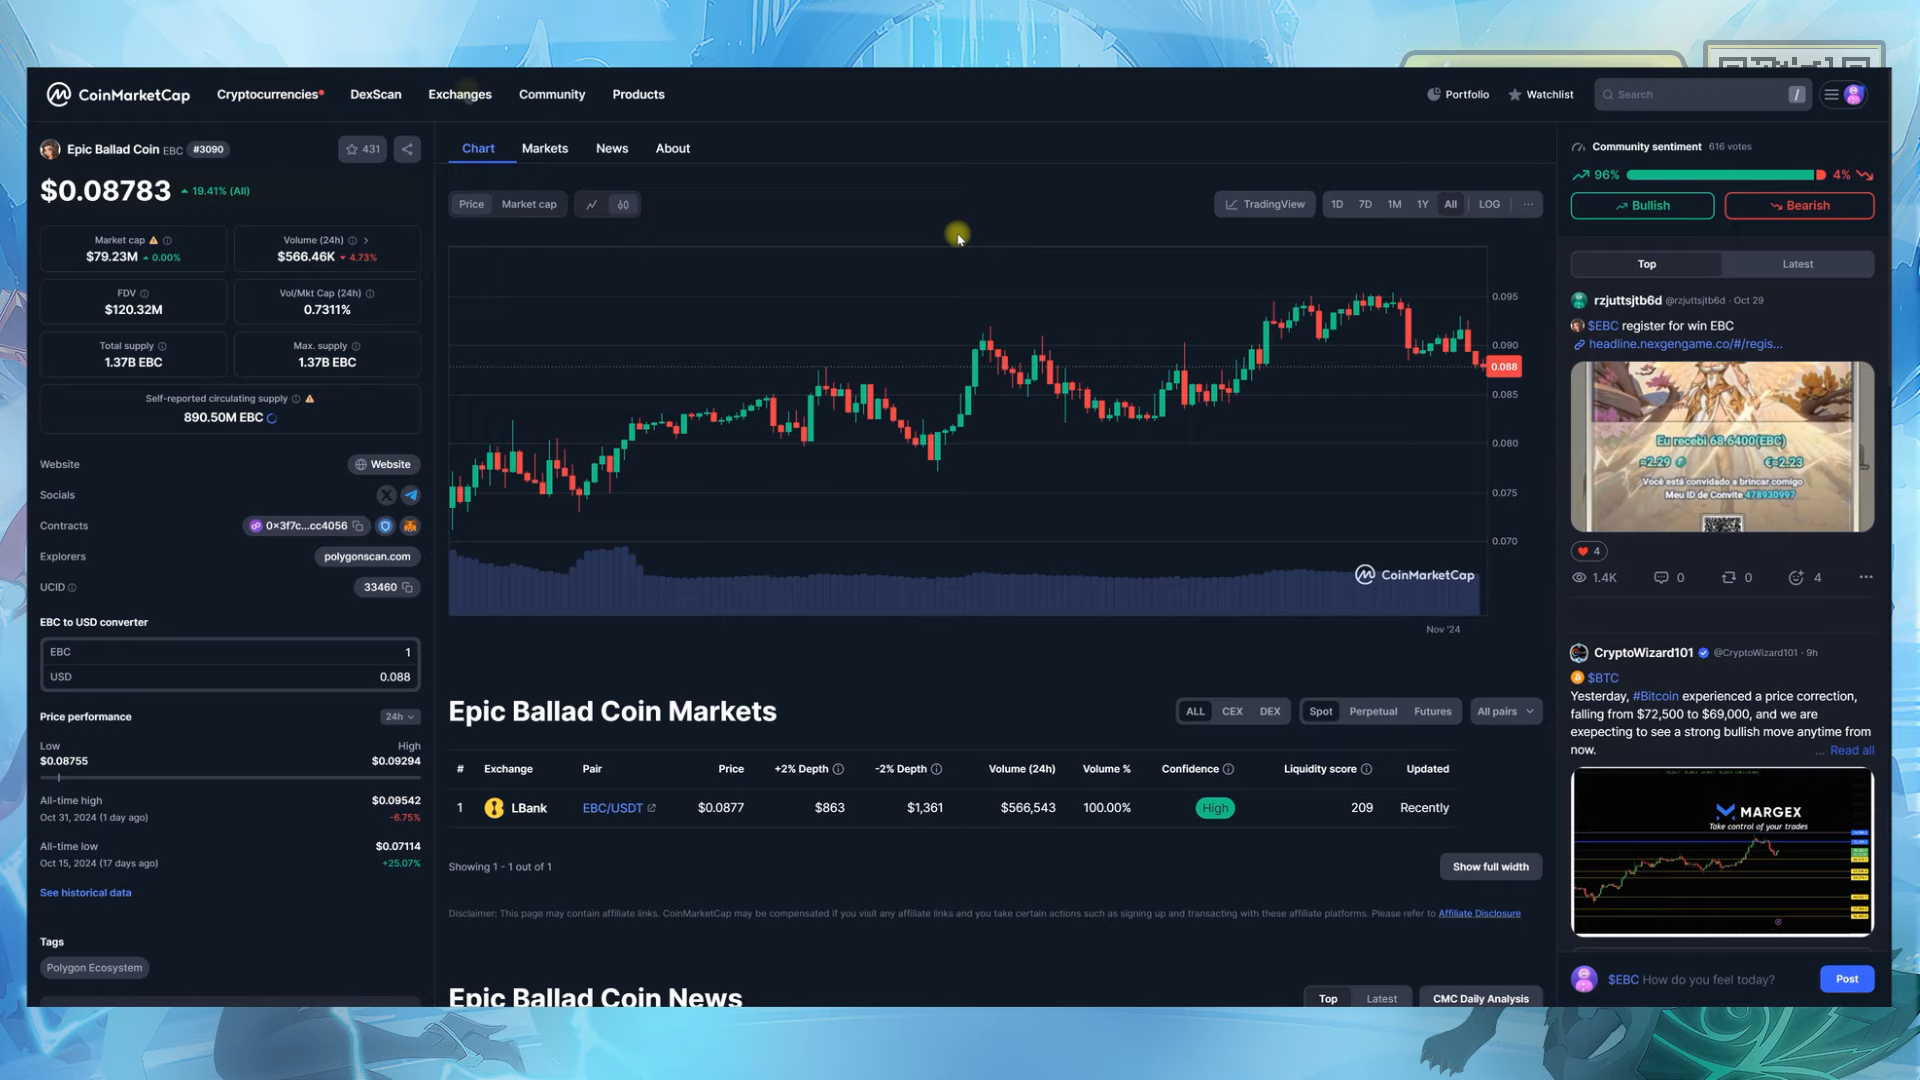 CoinMarketCap
Cryptocurrencies
DexScan
Exchanges
Community
Products
Portfolio
Watchlist
Search
/
Epic Ballad Coin EBC #3090
431
$0.08783 19.41% (All)
Market cap
$79.23M 0.00%
Volume (24h)
$566.46K 4.73%
FDV
$120.32M
Vol/Mkt Cap (24h)
0.7311%
Total supply
1.37B EBC
Max. supply
1.37B EBC
Self-reported circulating supply
890.50M EBC
Website
Website
Socials
Contracts
0x3f7c...cc4056
Explorers
polygonscan.com
UCID
33460
EBC to USD converter
EBC 1
USD 0.088
Price performance
24h
Low
$0.08755
High
$0.09294
All-time high $0.09542
Oct 31, 2024 (1 day ago) -6.75%
All-time low $0.07114
Oct 15, 2024 (17 days ago) +25.07%
See historical data
Tags
Polygon Ecosystem
Chart
Markets
News
About
Price
Market cap
TradingView
1D 7D 1M 1Y All LOG ...
0.095
0.090
0.088
0.085
0.080
0.075
0.070
CoinMarketCap
Nov '24
Epic Ballad Coin Markets
ALL CEX DEX
Spot Perpetual Futures
All pairs
# Exchange Pair Price +2% Depth -2% Depth Volume (24h) Volume % Confidence Liquidity score Updated
1 LBank EBC/USDT $0.0877 $863 $1,361 $566,543 100.00% High 209 Recently
Showing 1 - 1 out of 1
Show full width
Disclaimer: This page may contain affiliate links. CoinMarketCap may be compensated if you visit any affiliate links and you take certain actions such as signing up and transacting with these affiliate platforms. Please refer to Affiliate Disclosure
Epic Ballad Coin News
Top Latest
CMC Daily Analysis
Community sentiment 616 votes
96%
4%
Bullish
Bearish
Top
Latest
rzjuttsjtb6d @rzjuttsjtb6d · Oct 29
$EBC register for win EBC
headline.nexgengame.co/#/regis...
Eu recebi 68.6400(EBC)
≈2.29 €≈2.23
Você está convidado a brincar comigo
Meu ID de Convite 478930997
4
1.4K
0
0
4
...
CryptoWizard101 @CryptoWizard101 · 9h
$BTC
Yesterday, #Bitcoin experienced a price correction,
falling from $72,500 to $69,000, and we are
exepecting to see a strong bullish move anytime from
now. ... Read all
MARGEX
Take control of your trades
$EBC How do you feel today?
Post